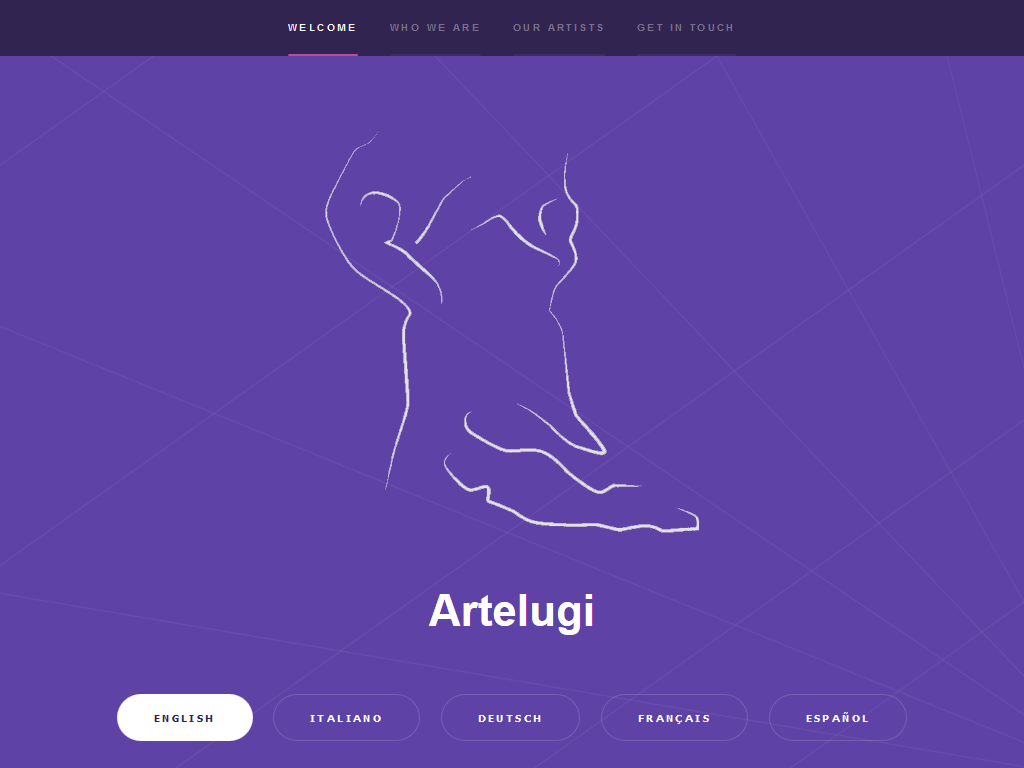 WELCOME WHO WE ARE OUR ARTISTS GET IN TOUCH
Artelugi
ENGLISH ITALIANO DEUTSCH FRANÇAIS ESPAÑOL